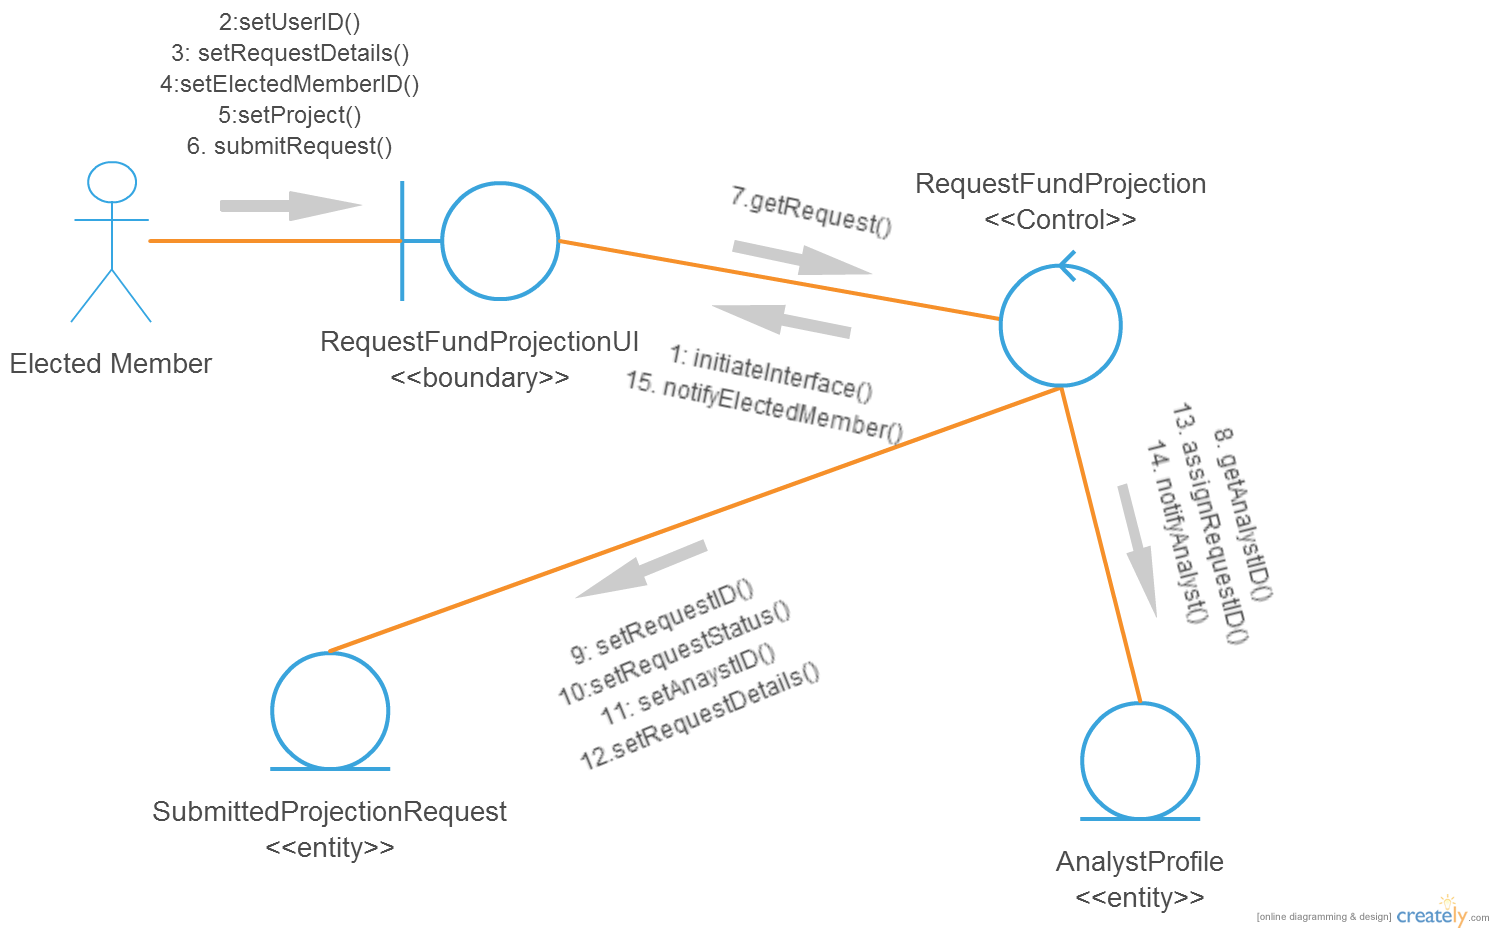 2:setUserID()
3: setRequestDetails()
4:setElectedMemberID()
5:setProject()
6. submitRequest()
Elected Member
RequestFundProjectionUI
<<boundary>>
7.getRequest()
1: initiateInterface()
15. notifyElectedMember()
RequestFundProjection
<<Control>>
8. getAnalystID()
13. assignRequestID()
14. notifyAnalyst()
9: setRequestID()
10:setRequestStatus()
11: setAnaystID()
12.setRequestDetails()
SubmittedProjectionRequest
<<entity>>
AnalystProfile
<<entity>>
[online diagramming & design] creately.com